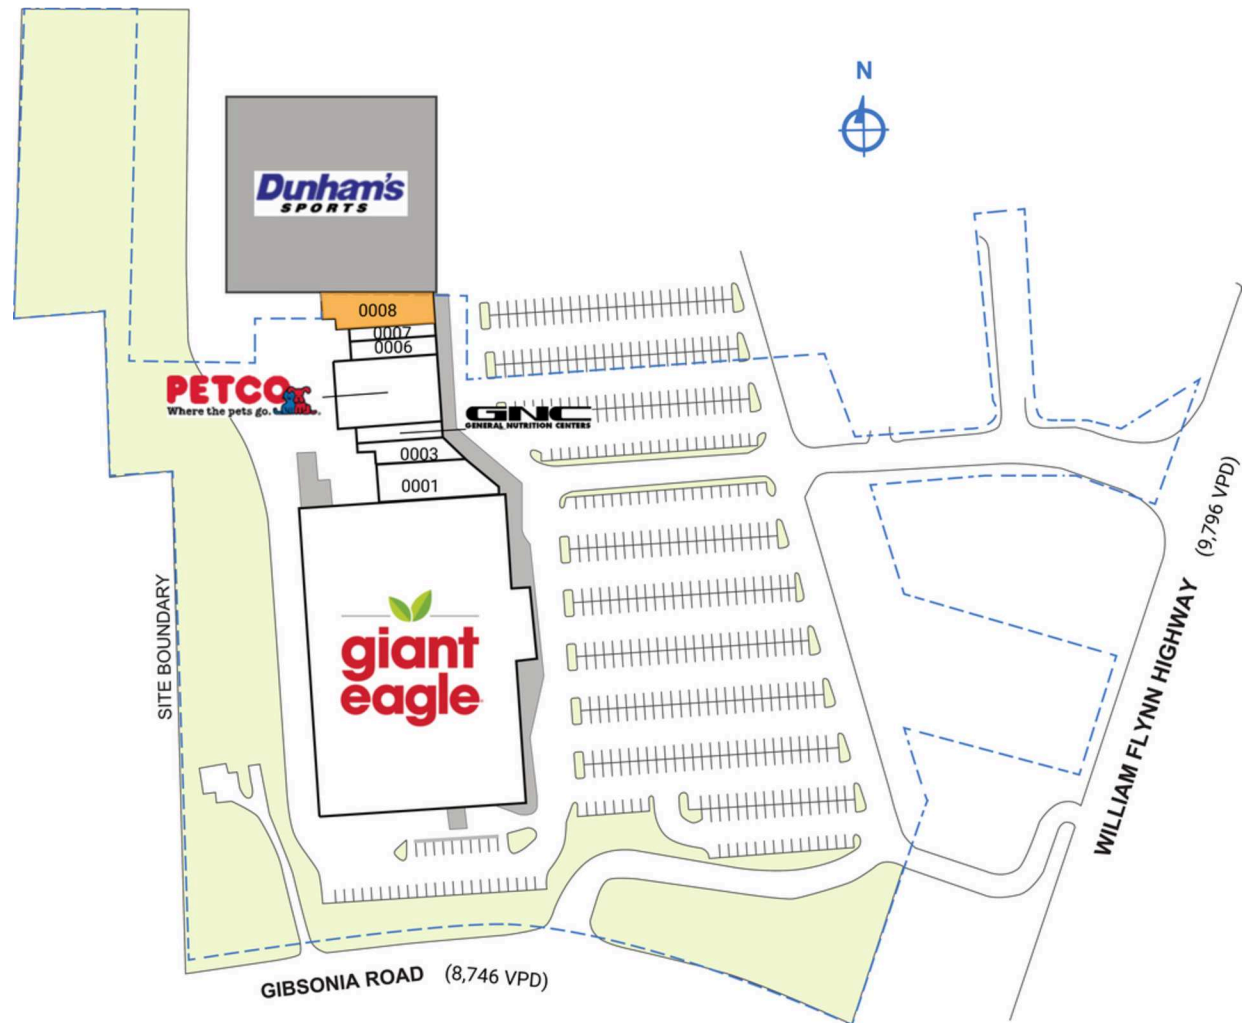 N
Dunham's
SPORTS
0008
0007
0006
PETCO
Where the pets go.
GNC
GENERAL NUTRITION CENTERS
0003
0001
giant
eagle
SITE BOUNDARY
WILLIAM FLYNN HIGHWAY (9,796 VPD)
GIBSONIA ROAD (8,746 VPD)